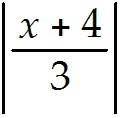 | (x + 4) / 3 |